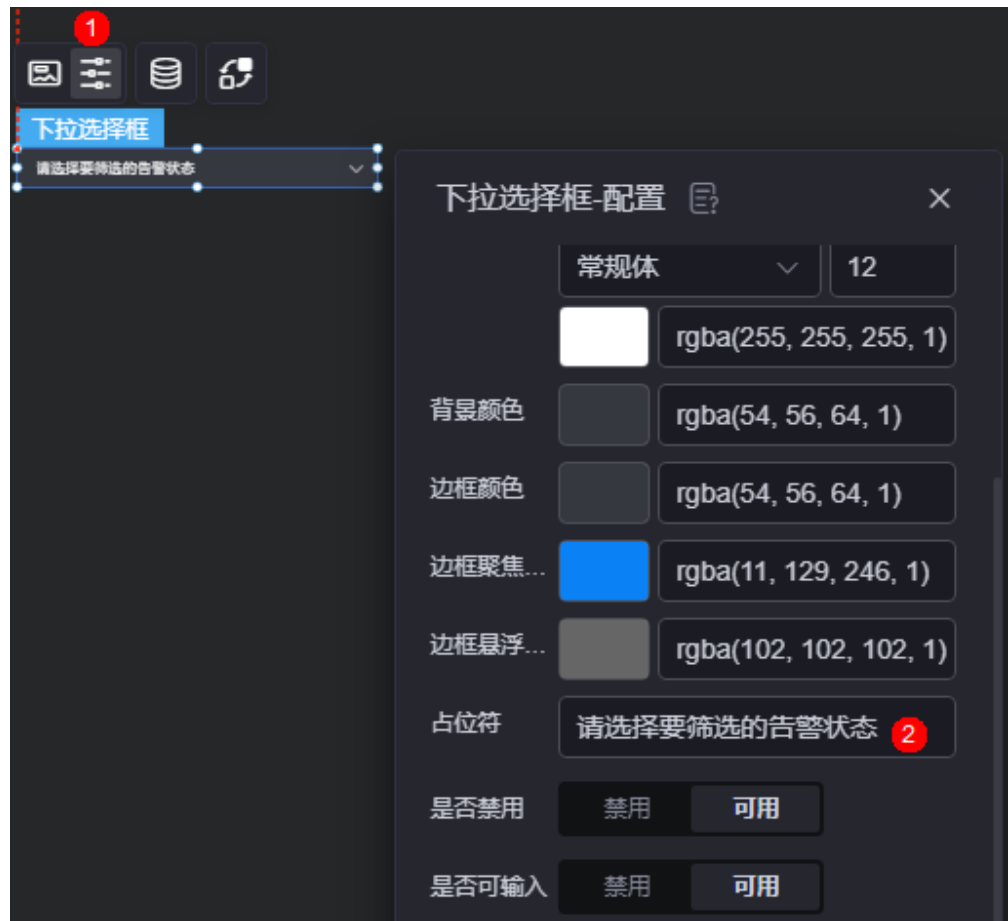 1
下拉选择框
请选择要筛选的告警状态
下拉选择框-配置
常规体 12
rgba(255, 255, 255, 1)
背景颜色 rgba(54, 56, 64, 1)
边框颜色 rgba(54, 56, 64, 1)
边框聚焦... rgba(11, 129, 246, 1)
边框悬浮... rgba(102, 102, 102, 1)
占位符 请选择要筛选的告警状态 2
是否禁用 禁用 可用
是否可输入 禁用 可用